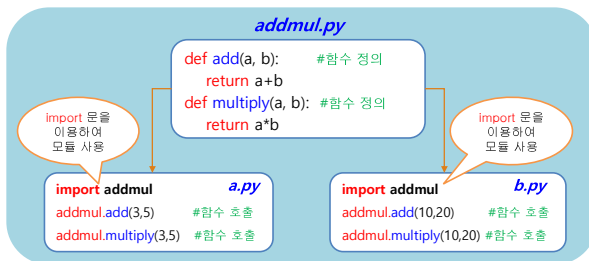 addmul.py
def add(a, b): #함수 정의
return a+b
def multiply(a, b): #함수 정의
return a*b
import 문을
이용하여
모듈 사용
import 문을
이용하여
모듈 사용
import addmul a.py
addmul.add(3,5) #함수 호출
addmul.multiply(3,5) #함수 호출
import addmul b.py
addmul.add(10,20) #함수 호출
addmul.multiply(10,20) #함수 호출